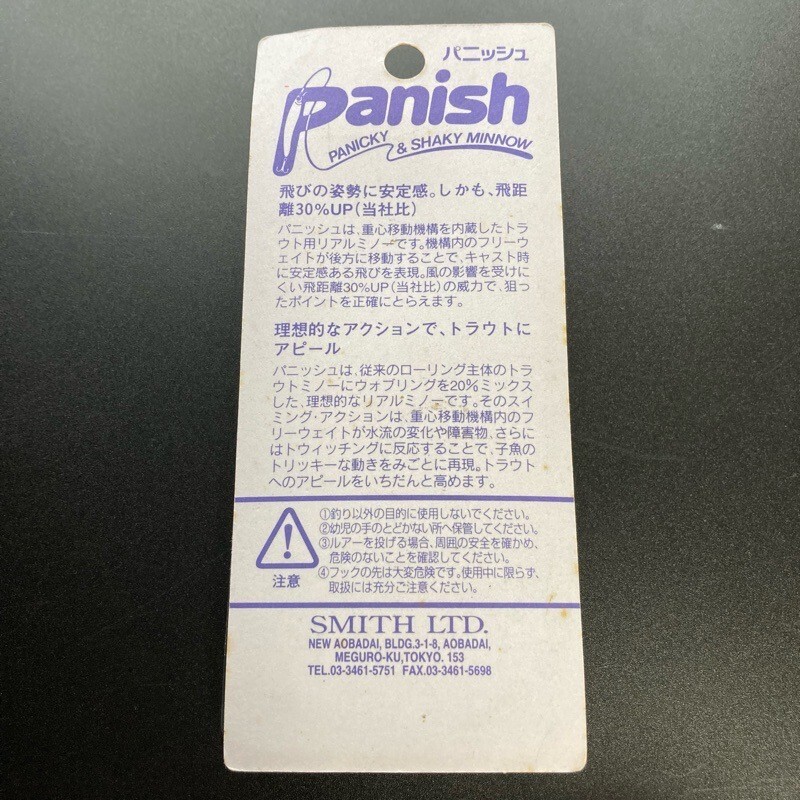 パニッシュ
Panish
PANICKY & SHAKY MINNOW
飛びの姿勢に安定感。しかも、飛距
離30%UP(当社比)
パニッシュは、重心移動機構を内蔵したトラ
ウト用リアルミノーです。機構内のフリーウ
ェイトが後方に移動することで、キャスト時
に安定感ある飛びを表現。風の影響を受けに
くい飛距離30%UP(当社比)の威力で、狙っ
たポイントを正確にとらえます。
理想的なアクションで、トラウトに
アピール
パニッシュは、従来のローリング主体のトラ
ウトミノーにウォブリングを20%ミックス
した、理想的なリアルミノーです。そのスイ
ミング・アクションは、重心移動機構内のフ
リーウェイトが水流の変化や障害物、さらに
はトウィッチングに反応することで、子魚の
トリッキーな動きをみごとに再現。トラウト
へのアピールをいちだんと高めます。
①釣り以外の目的に使用しないでください。
②幼児の手のとどかない所へ保管してください。
③ルアーを投げる場合、周囲の安全を確かめ、
危険のないことを確認してください。
④フックの先は大変危険です。使用中に限らず、
取扱には充分ご注意ください。
注意
SMITH LTD.
NEW AOBADAI, BLDG.3-1-8, AOBADAI,
MEGURO-KU,TOKYO. 153
TEL.03-3461-5751 FAX.03-3461-5698